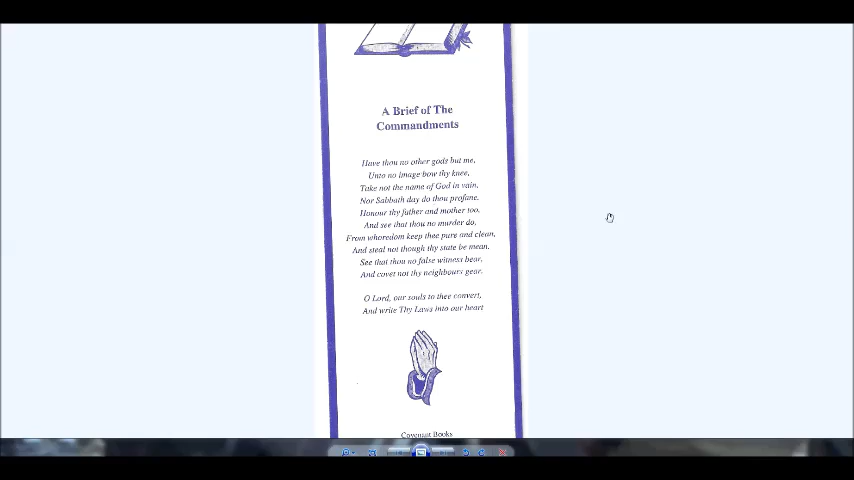 A Brief of The
Commandments
Have thou no other gods but me,
Unto no image bow thy knee,
Take not the name of God in vain,
Nor Sabbath day do thou profane.
Honour thy father and mother too,
And see that thou no murder do.
From whoredom keep thee pure and clean,
And steal not though thy state be mean.
See that thou no false witness bear,
And covet not thy neighbours gear.
O Lord, our souls to thee convert,
And write Thy Laws into our heart
Covenant Books